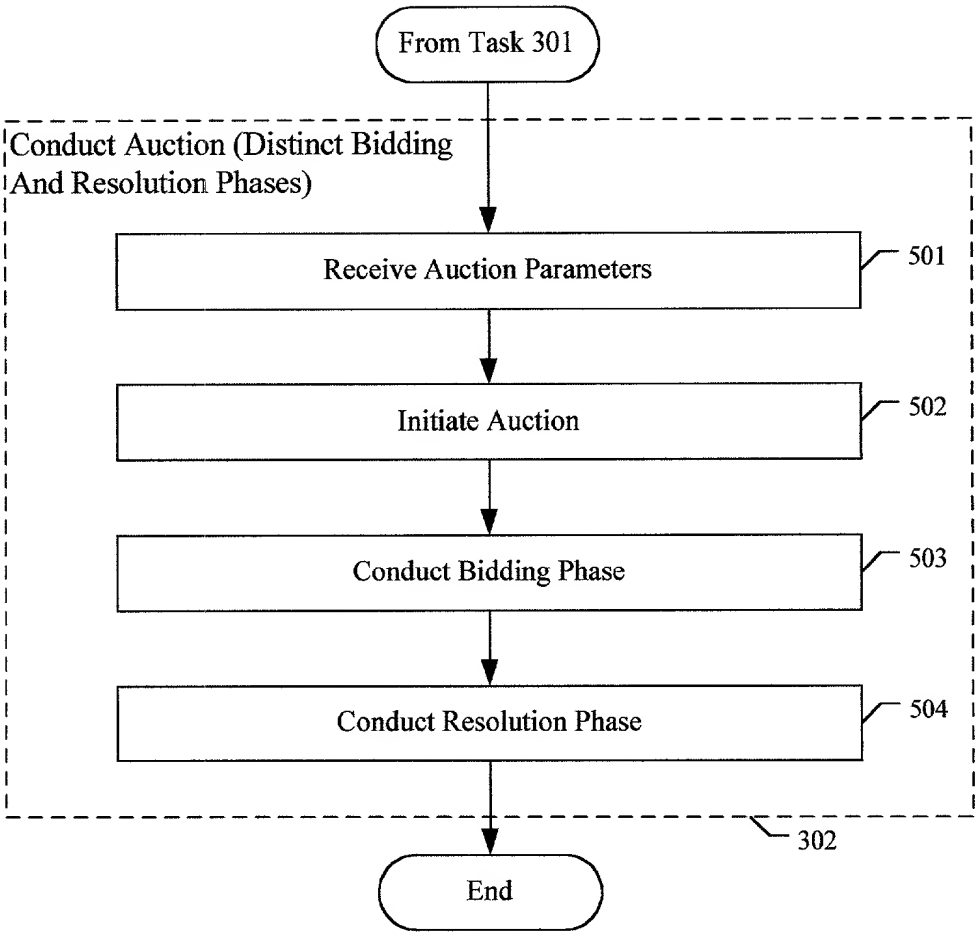 From Task 301
Conduct Auction (Distinct Bidding
And Resolution Phases)
Receive Auction Parameters
501
Initiate Auction
502
Conduct Bidding Phase
503
Conduct Resolution Phase
504
302
End